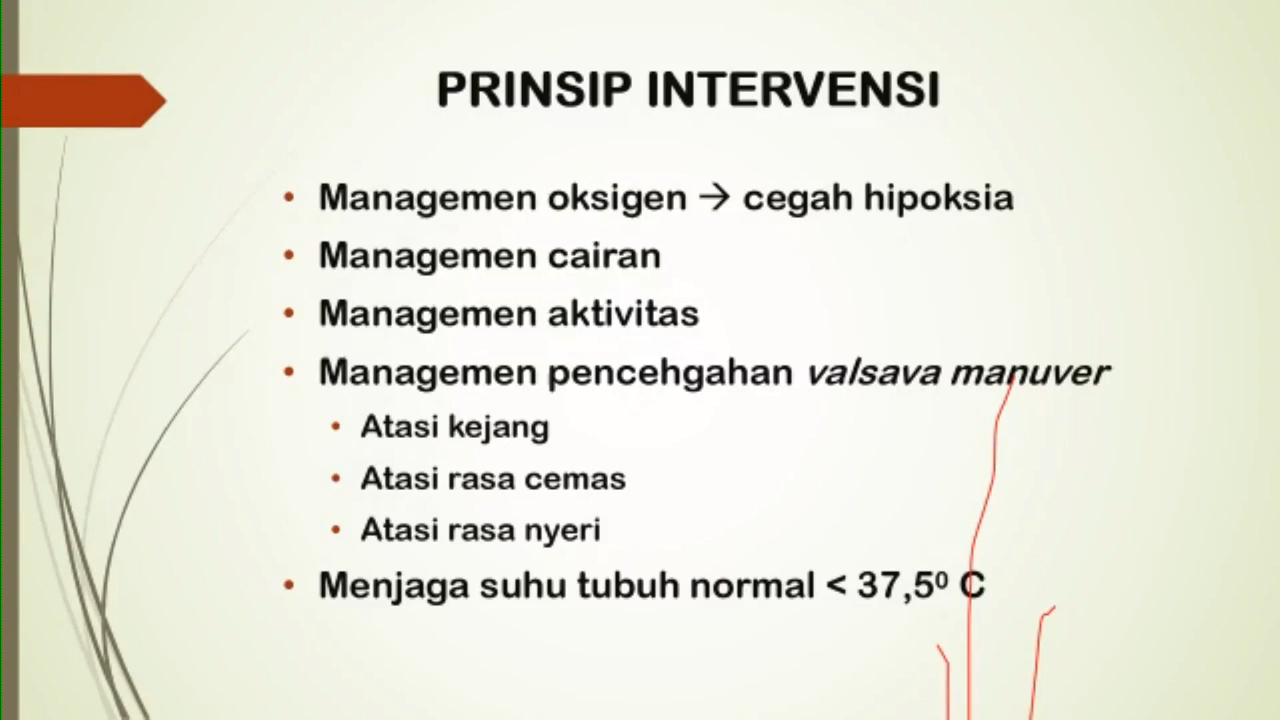 PRINSIP INTERVENSI
• Managemen oksigen → cegah hipoksia
• Managemen cairan
• Managemen aktivitas
• Managemen pencehgahan valsava manuver
• Atasi kejang
• Atasi rasa cemas
• Atasi rasa nyeri
• Menjaga suhu tubuh normal < 37,5⁰ C